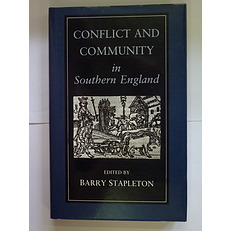 CONFLICT AND
COMMUNITY
in
Southern England
EDITED BY
BARRY STAPLETON